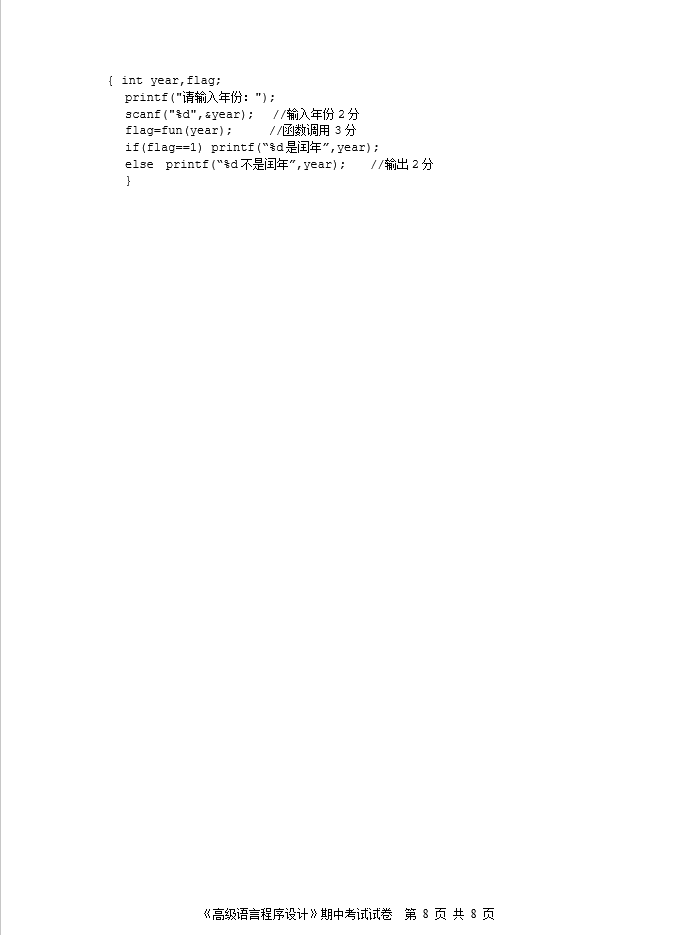 { int year,flag;
printf("请输入年份: ");
scanf("%d",&year); //输入年份 2 分
flag=fun(year); //函数调用 3 分
if(flag==1) printf(“%d 是闰年”,year);
else printf(“%d 不是闰年”,year); //输出 2 分
}
《高级语言程序设计》期中考试试卷 第 8 页 共 8 页